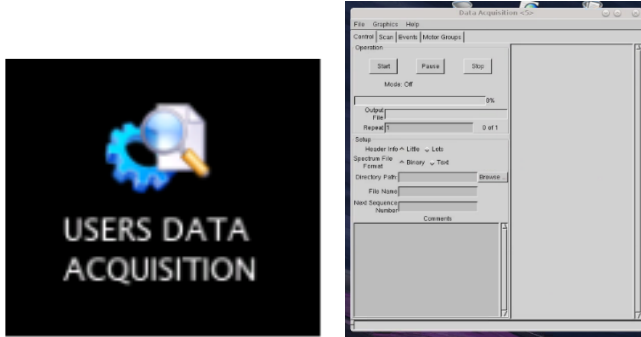 USERS DATA
ACQUISITION
Data Acquisition <S>
File Graphics Help
Control Scan Events Motor Groups
Operation
Start Pause Stop
Mode: Off
0%
Output
File
Repeat 1 0 of 1
Setup
Header Info Little Lots
Spectrum File
Format Binary Text
Directory Path Browse...
File Name
Next Sequence
Number
Comments